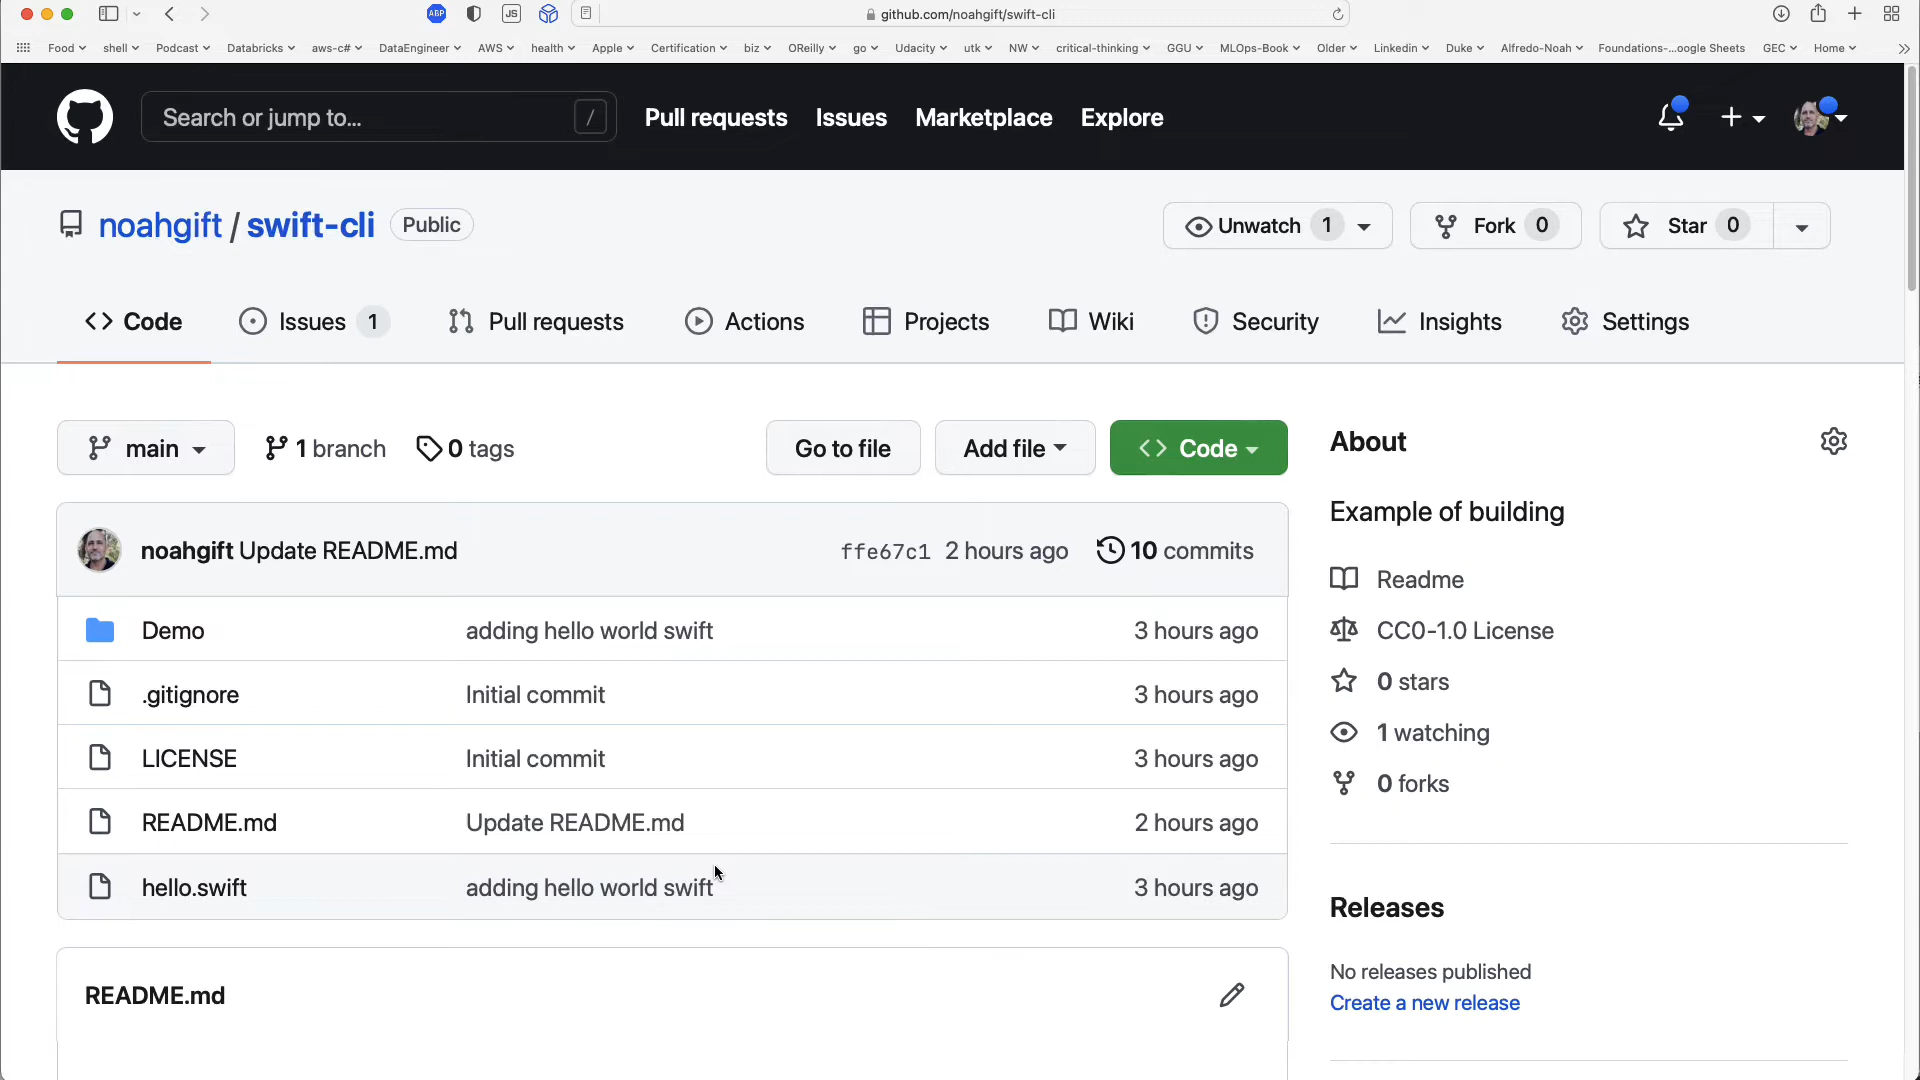 ABP
JS
github.com/noahgift/swift-cli
Food shell Podcast Databricks aws-c# DataEngineer AWS health Apple Certification biz OReilly go Udacity utk NW critical-thinking GGU MLOps-Book Older Linkedin Duke Alfredo-Noah Foundations-...oogle Sheets GEC Home
Search or jump to... /
Pull requests Issues Marketplace Explore
noahgift / swift-cli Public
Unwatch 1 Fork 0 Star 0
Code Issues 1 Pull requests Actions Projects Wiki Security Insights Settings
main 1 branch 0 tags Go to file Add file Code
noahgift Update README.md ffe67c1 2 hours ago 10 commits
Demo adding hello world swift 3 hours ago
.gitignore Initial commit 3 hours ago
LICENSE Initial commit 3 hours ago
README.md Update README.md 2 hours ago
hello.swift adding hello world swift 3 hours ago
README.md
About
Example of building
Readme
CC0-1.0 License
0 stars
1 watching
0 forks
Releases
No releases published
Create a new release